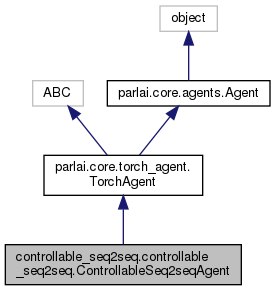 object
ABC
parlai.core.agents.Agent
parlai.core.torch_agent.
TorchAgent
controllable_seq2seq.controllable
_seq2seq.ControllableSeq2seqAgent